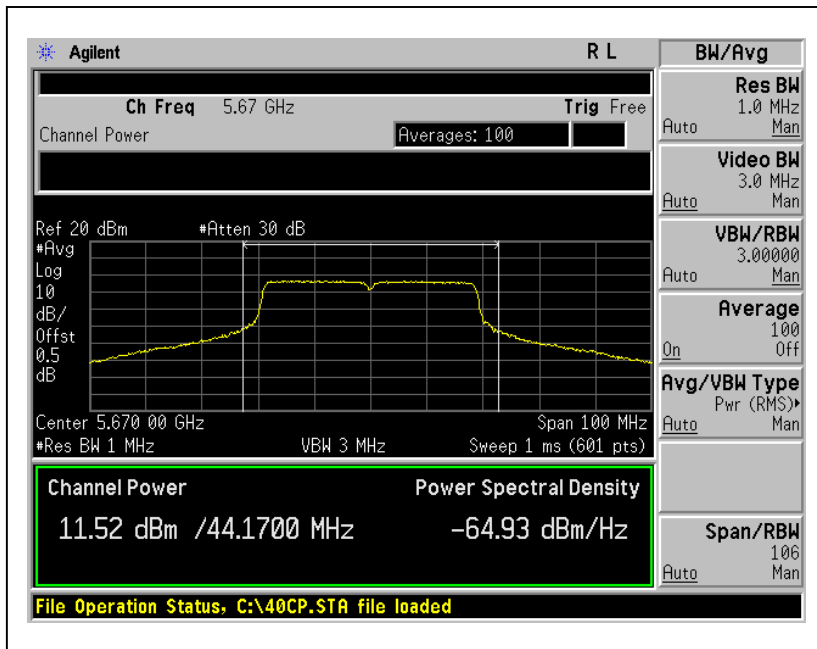 Agilent R L BW/Avg
Ch Freq 5.67 GHz Trig Free
Channel Power Averages: 100
Ref 20 dBm #Atten 30 dB
#Avg
Log
10
dB/
Offst
0.5
dB
Center 5.670 00 GHz Span 100 MHz
#Res BW 1 MHz VBW 3 MHz Sweep 1 ms (601 pts)
Channel Power Power Spectral Density
11.52 dBm /44.1700 MHz -64.93 dBm/Hz
File Operation Status, C:\40CP.STA file loaded
Res BW
1.0 MHz
Auto Man
Video BW
3.0 MHz
Auto Man
VBW/RBW
3.00000
Auto Man
Average
100
On Off
Avg/VBW Type
Pwr (RMS)▸
Auto Man
Span/RBW
106
Auto Man